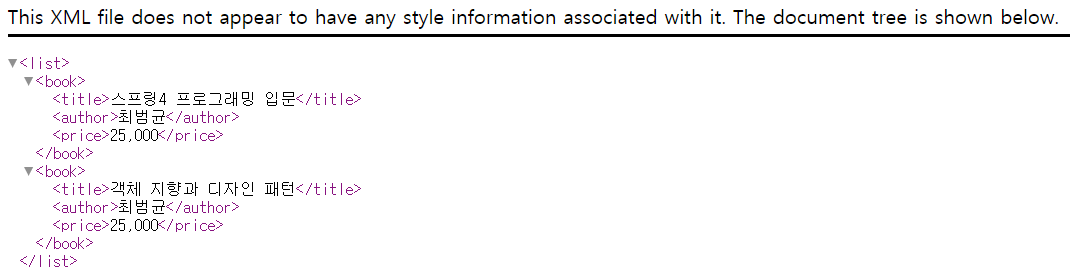 This XML file does not appear to have any style information associated with it. The document tree is shown below.
▼<list>
▼<book>
<title>스프링4 프로그래밍 입문</title>
<author>최범균</author>
<price>25,000</price>
</book>
▼<book>
<title>객체 지향과 디자인 패턴</title>
<author>최범균</author>
<price>25,000</price>
</book>
</list>